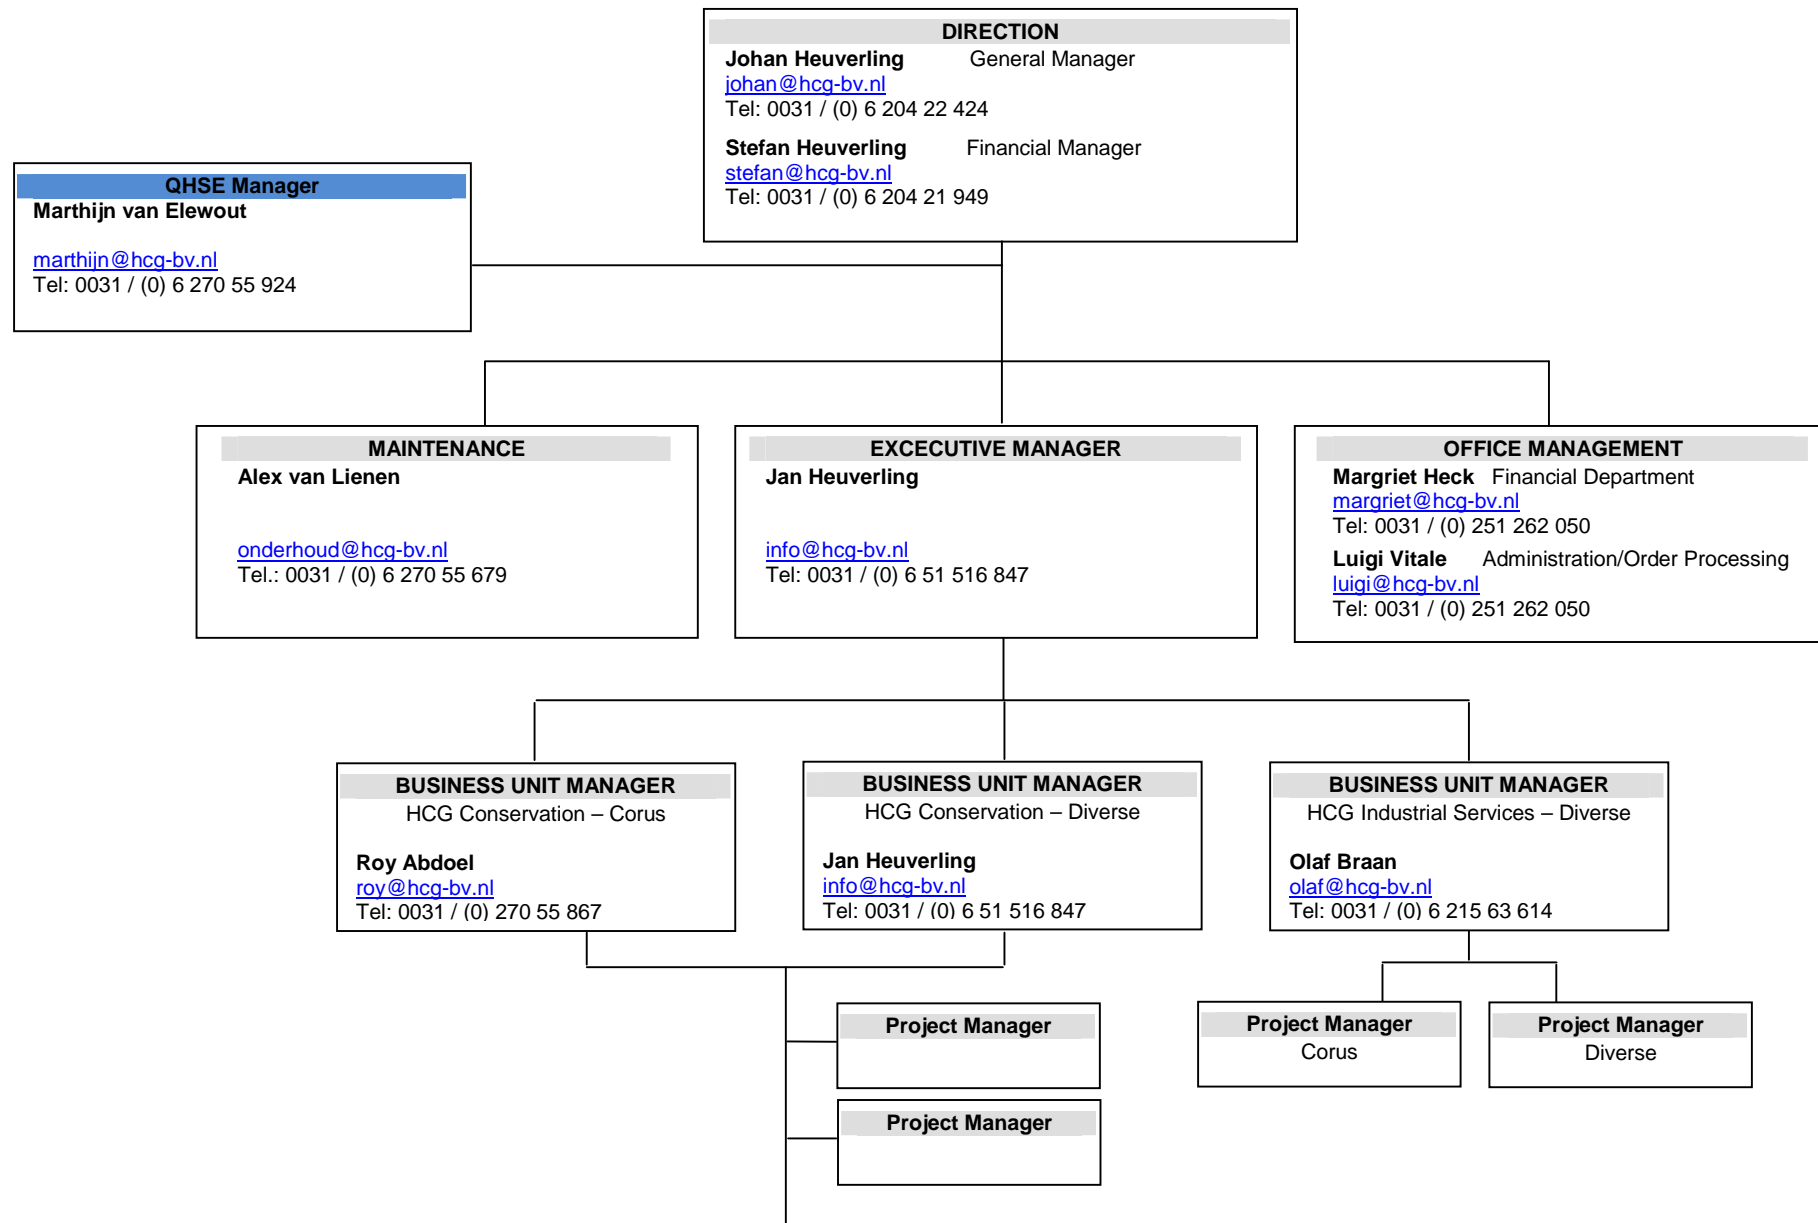 DIRECTION
Johan Heuverling General Manager
johan@hcg-bv.nl
Tel: 0031 / (0) 6 204 22 424
Stefan Heuverling Financial Manager
stefan@hcg-bv.nl
Tel: 0031 / (0) 6 204 21 949
QHSE Manager
Marthijn van Elewout
marthijn@hcg-bv.nl
Tel: 0031 / (0) 6 270 55 924
MAINTENANCE
Alex van Lienen
onderhoud@hcg-bv.nl
Tel.: 0031 / (0) 6 270 55 679
EXCECUTIVE MANAGER
Jan Heuverling
info@hcg-bv.nl
Tel: 0031 / (0) 6 51 516 847
OFFICE MANAGEMENT
Margriet Heck Financial Department
margriet@hcg-bv.nl
Tel: 0031 / (0) 251 262 050
Luigi Vitale Administration/Order Processing
luigi@hcg-bv.nl
Tel: 0031 / (0) 251 262 050
BUSINESS UNIT MANAGER
HCG Conservation – Corus
Roy Abdoel
roy@hcg-bv.nl
Tel: 0031 / (0) 270 55 867
BUSINESS UNIT MANAGER
HCG Conservation – Diverse
Jan Heuverling
info@hcg-bv.nl
Tel: 0031 / (0) 6 51 516 847
BUSINESS UNIT MANAGER
HCG Industrial Services – Diverse
Olaf Braan
olaf@hcg-bv.nl
Tel: 0031 / (0) 6 215 63 614
Project Manager
Project Manager
Corus
Project Manager
Diverse
Project Manager